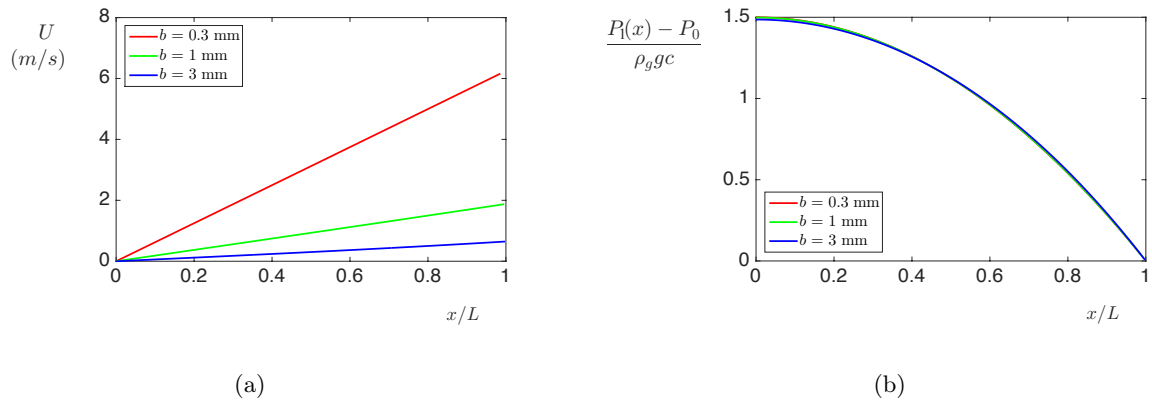 U
(m/s)
8
6
4
2
0
b = 0.3 mm
b = 1 mm
b = 3 mm
0 0.2 0.4 0.6 0.8 1
x/L
(a)
P₁(x) − P₀
ρ_g gc
1.5
1
0.5
0
b = 0.3 mm
b = 1 mm
b = 3 mm
0 0.2 0.4 0.6 0.8 1
x/L
(b)